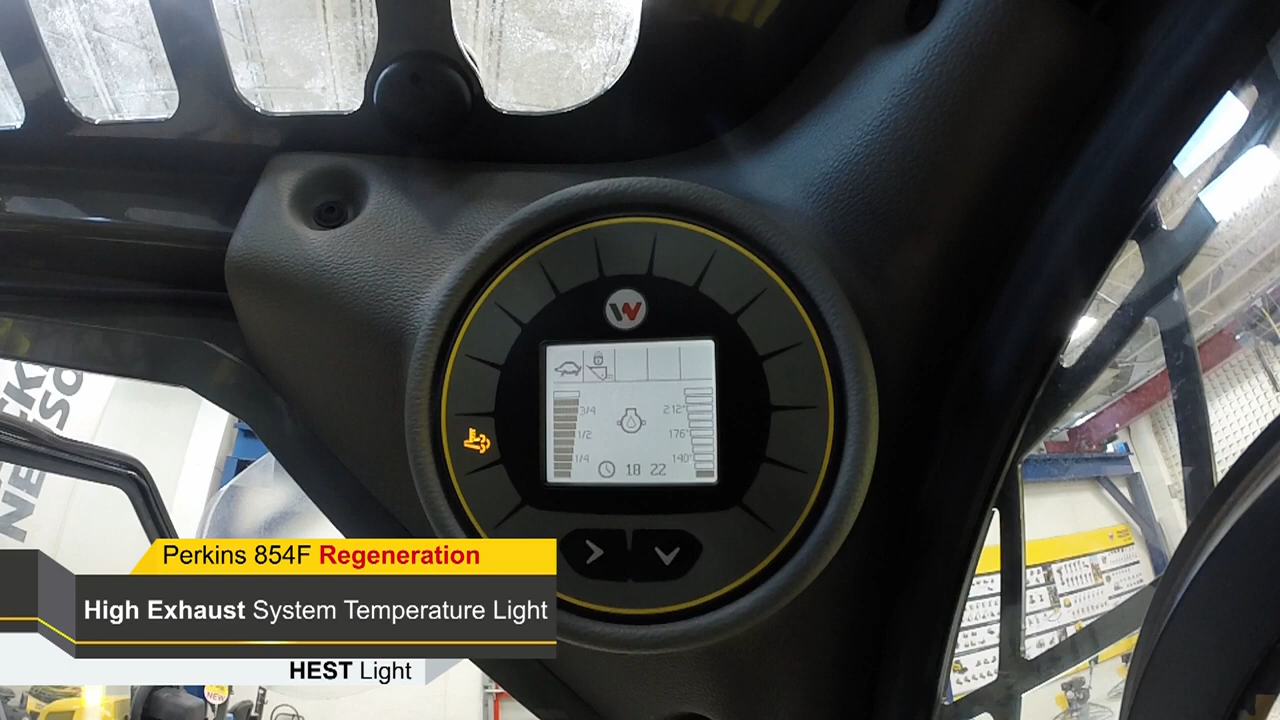 3/4
212°
1/2
176°
1/4
140°
18 22
Perkins 854F Regeneration
High Exhaust System Temperature Light
HEST Light
NEW